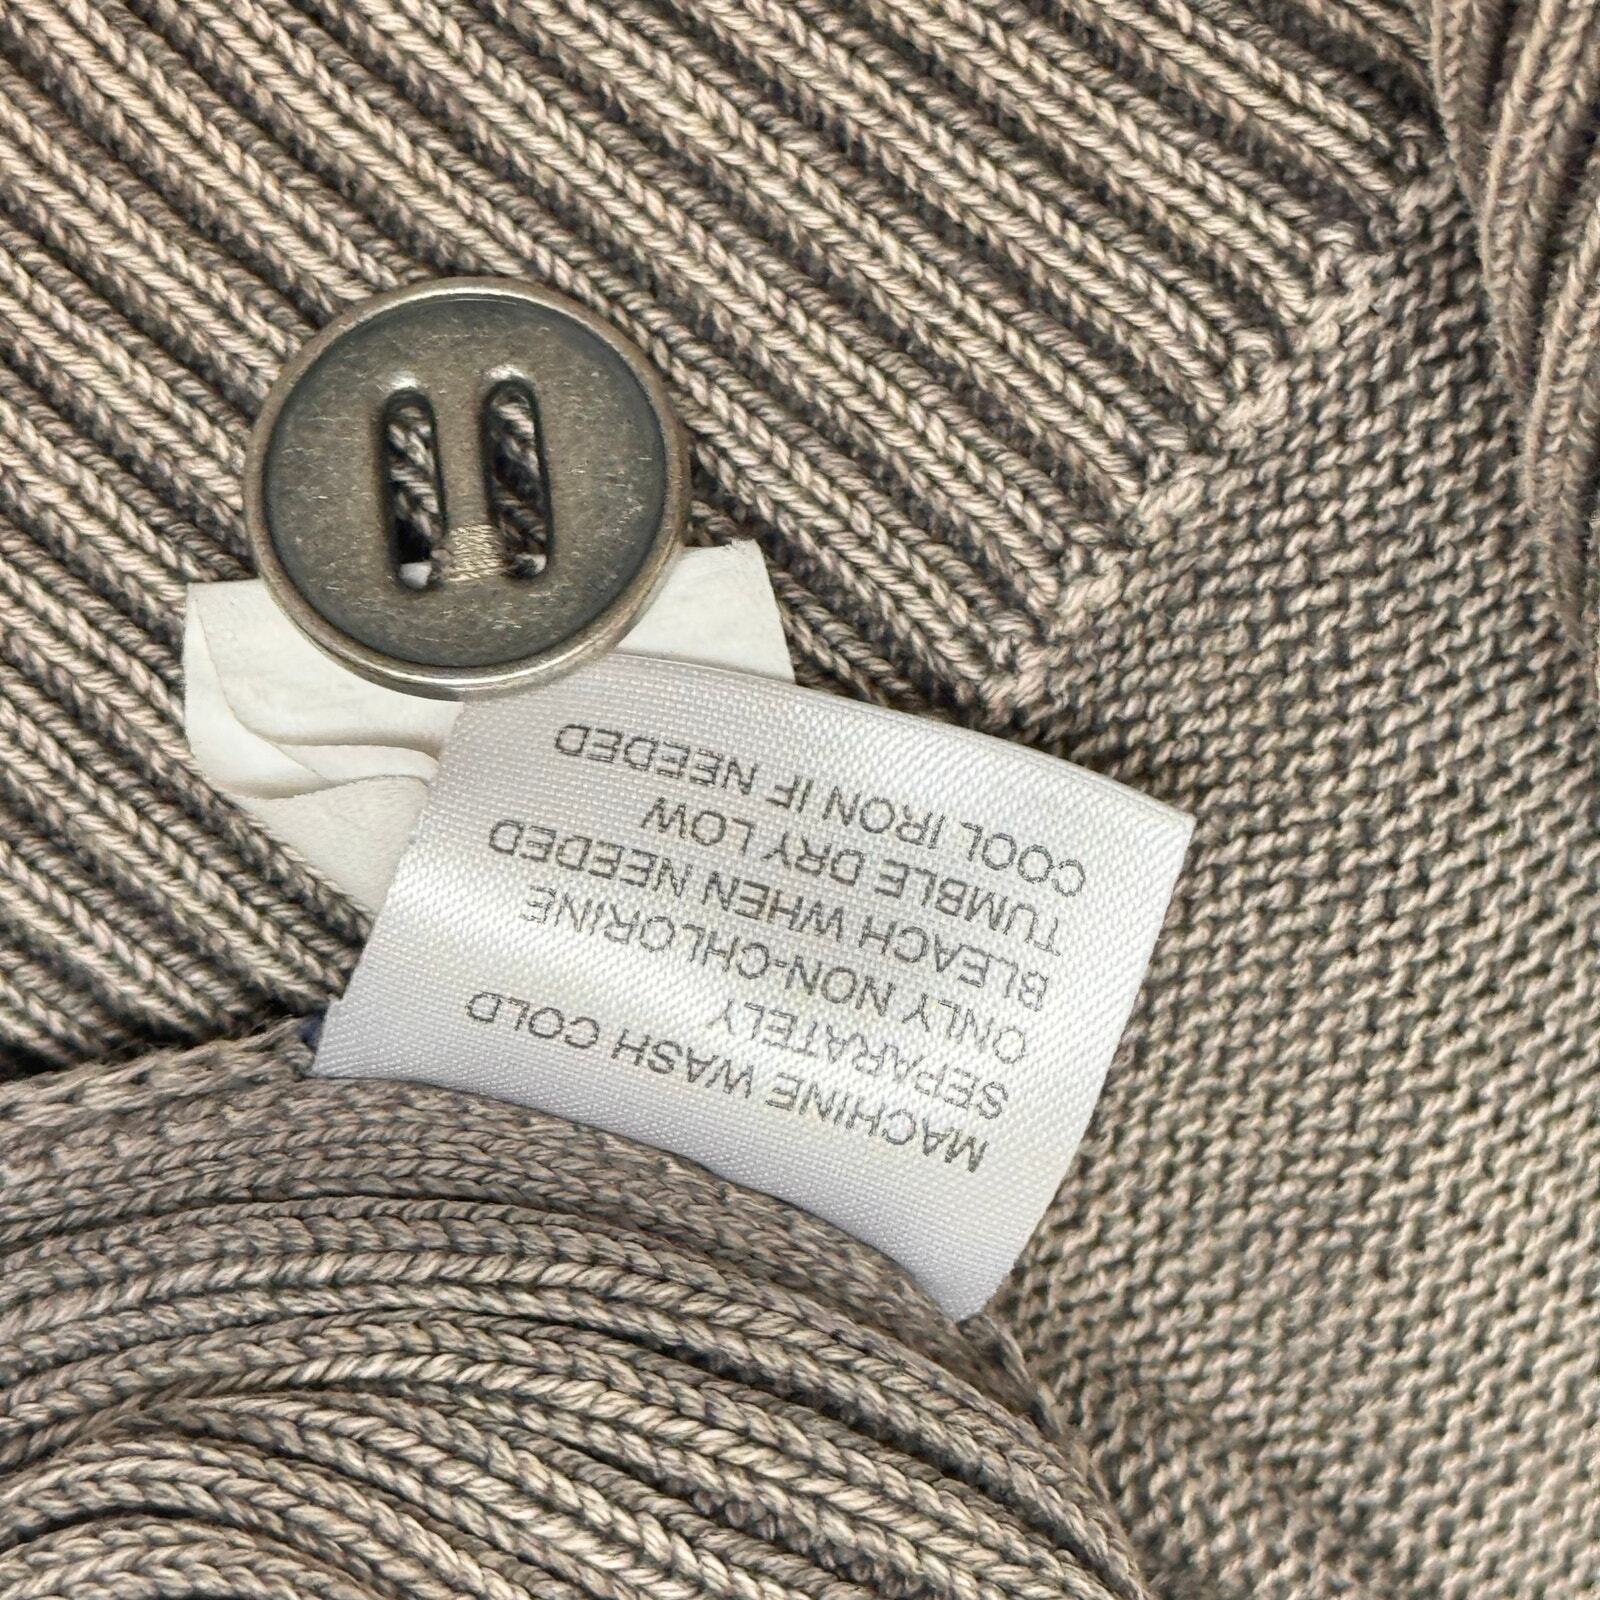 MACHINE WASH COLD
SEPARATELY
ONLY NON-CHLORINE
BLEACH WHEN NEEDED
TUMBLE DRY LOW
COOL IRON IF NEEDED